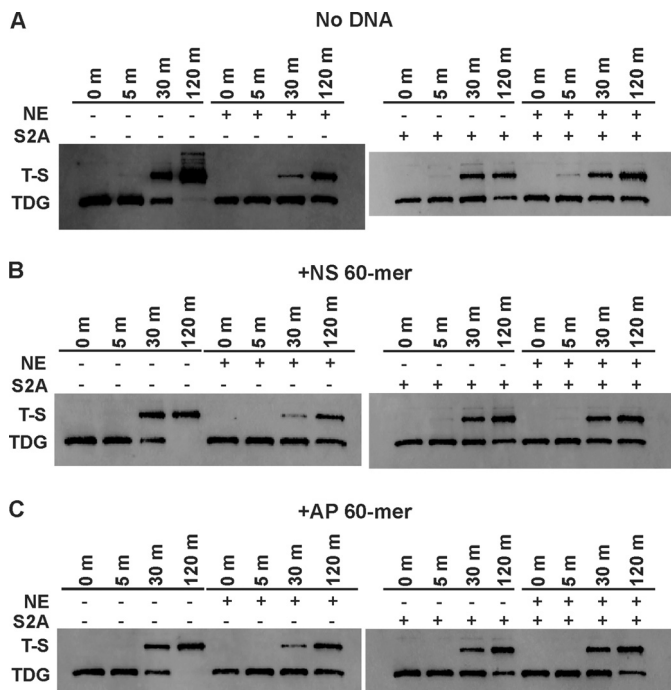 A
No DNA
0 m 5 m 30 m 120 m 0 m 5 m 30 m 120 m 0 m 5 m 30 m 120 m 0 m 5 m 30 m 120 m
NE - - - - + + + + - - - - + + + +
S2A - - - - - - - - + + + + + + + +
T-S
TDG
B
+NS 60-mer
0 m 5 m 30 m 120 m 0 m 5 m 30 m 120 m 0 m 5 m 30 m 120 m 0 m 5 m 30 m 120 m
NE - - - - + + + + - - - - + + + +
S2A - - - - - - - - + + + + + + + +
T-S
TDG
C
+AP 60-mer
0 m 5 m 30 m 120 m 0 m 5 m 30 m 120 m 0 m 5 m 30 m 120 m 0 m 5 m 30 m 120 m
NE - - - - + + + + - - - - + + + +
S2A - - - - - - - - + + + + + + + +
T-S
TDG